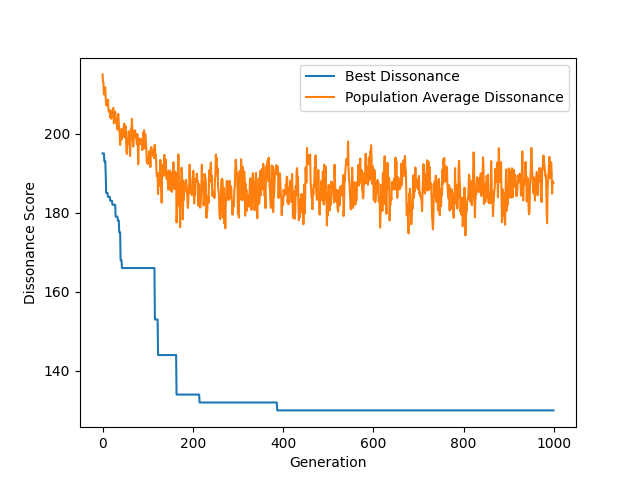 Best Dissonance
Population Average Dissonance
Dissonance Score
200
180
160
140
0 200 400 600 800 1000
Generation